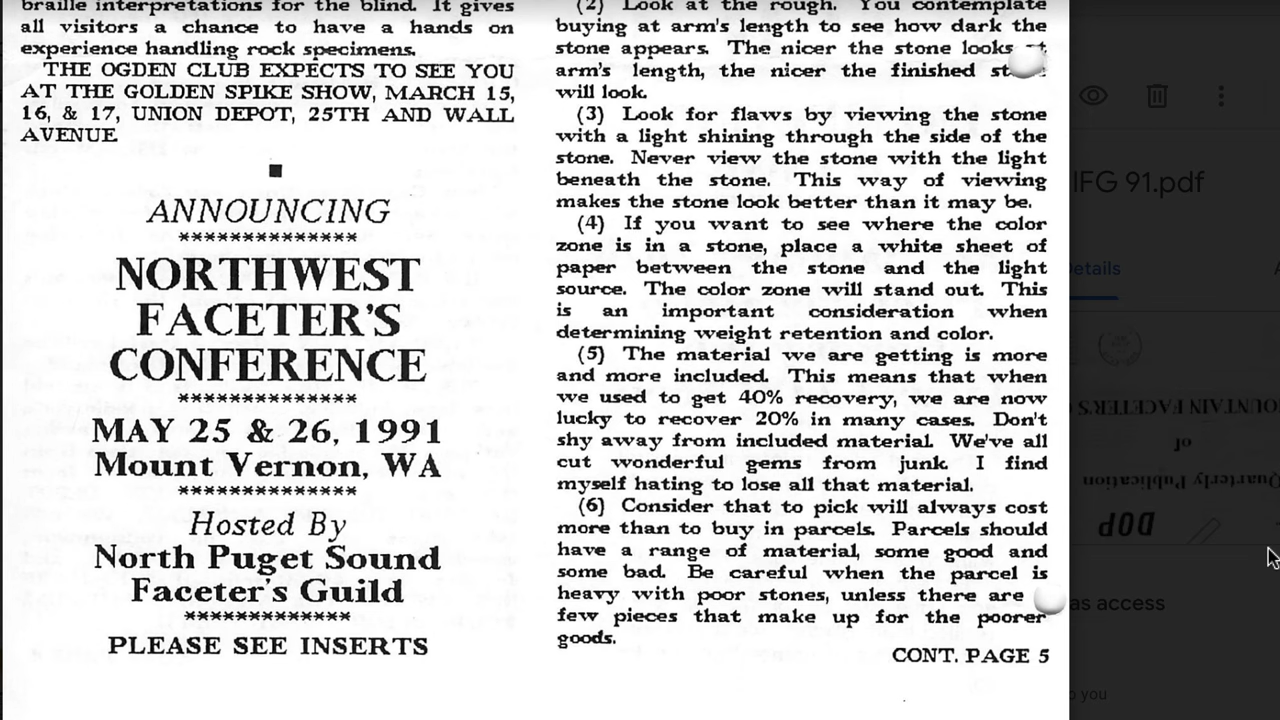 braille interpretations for the blind. It gives
all visitors a chance to have a hands on
experience handling rock specimens.
THE OGDEN CLUB EXPECTS TO SEE YOU
AT THE GOLDEN SPIKE SHOW, MARCH 15,
16, & 17, UNION DEPOT, 25TH AND WALL
AVENUE.
ANNOUNCING
*************
NORTHWEST
FACETER'S
CONFERENCE
*************
MAY 25 & 26, 1991
Mount Vernon, WA
*************
Hosted By
North Puget Sound
Faceter's Guild
************
PLEASE SEE INSERTS
(2) Look at the rough. You contemplate
buying at arm's length to see how dark the
stone appears. The nicer the stone looks
arm's length, the nicer the finished
will look.
(3) Look for flaws by viewing the stone
with a light shining through the side of the
stone. Never view the stone with the light
beneath the stone. This way of viewing
makes the stone look better than it may be.
(4) If you want to see where the color
zone is in a stone, place a white sheet of
paper between the stone and the light
source. The color zone will stand out. This
is an important consideration when
determining weight retention and color.
(5) The material we are getting is more
and more included. This means that when
we used to get 40% recovery, we are now
lucky to recover 20% in many cases. Don't
shy away from included material. We've all
cut wonderful gems from junk. I find
myself hating to lose all that material.
(6) Consider that to pick will always cost
more than to buy in parcels. Parcels should
have a range of material, some good and
some bad. Be careful when the parcel is
heavy with poor stones, unless there are
few pieces that make up for the poorer
goods.
CONT. PAGE 5
IFG 91.pdf
Details
of
Quarterly Publication
DOP
as access
you